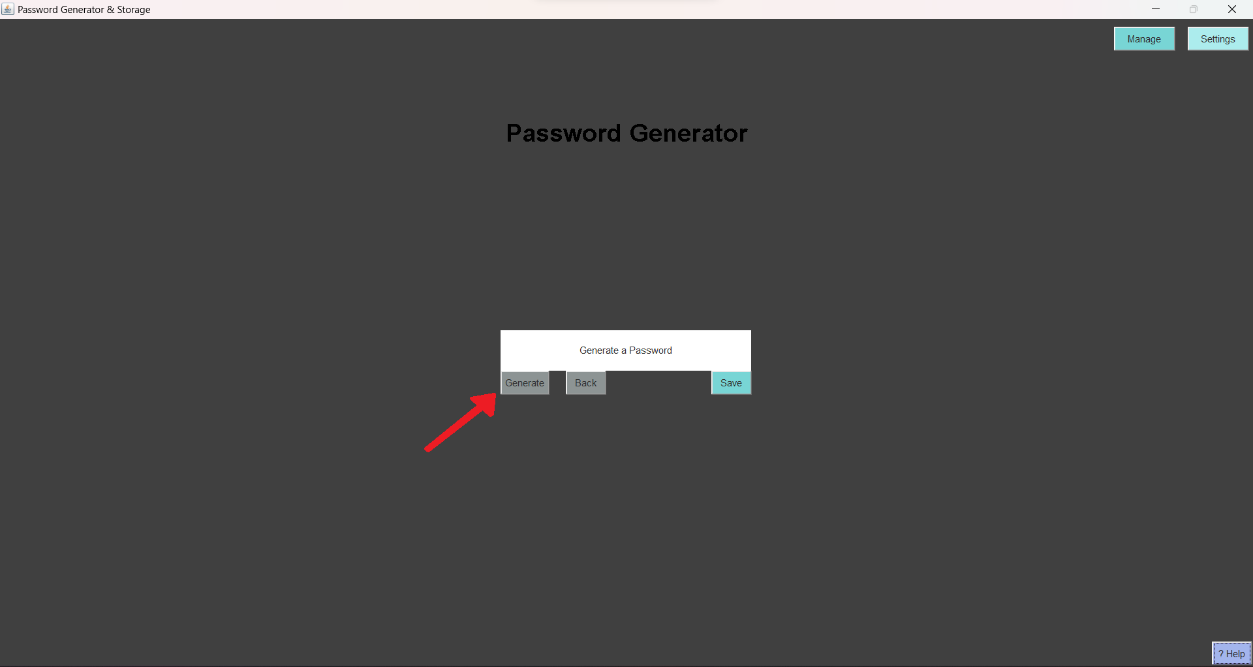 Password Generator & Storage
Manage
Settings
Password Generator
Generate a Password
Generate
Back
Save
? Help